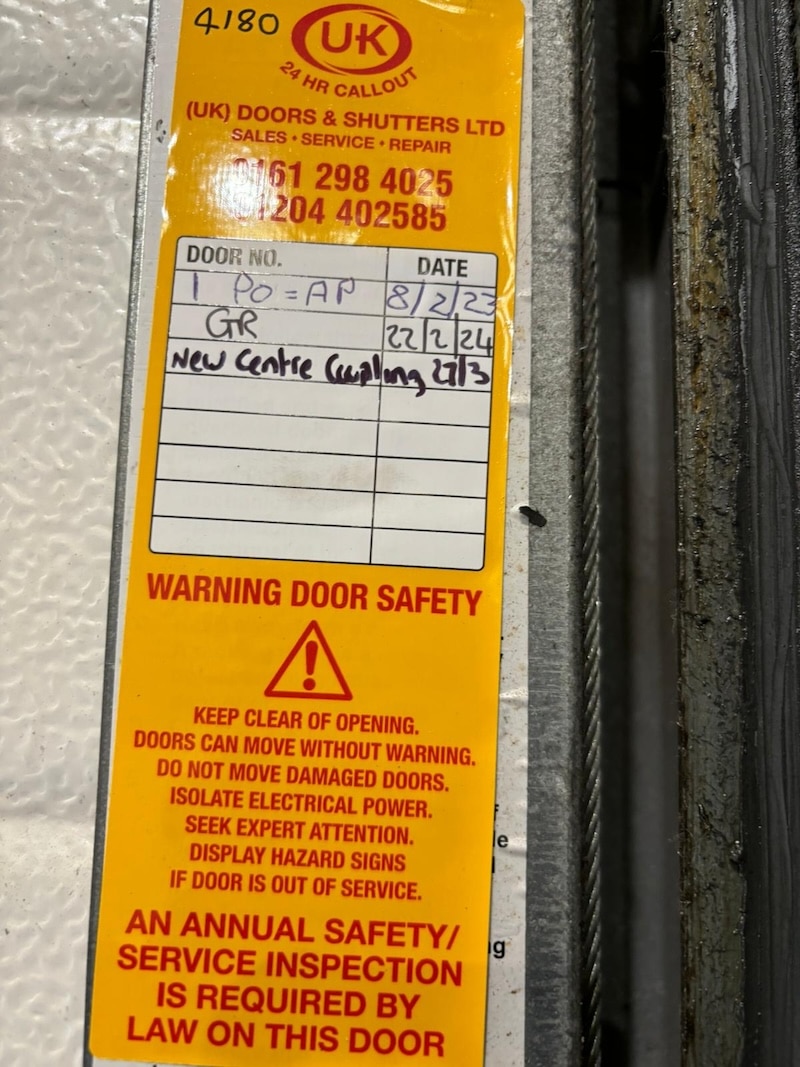 4180
UK
24 HR CALLOUT
(UK) DOORS & SHUTTERS LTD
SALES • SERVICE • REPAIR
0161 298 4025
01204 402585
DOOR NO. DATE
1 PO = AP 8/2/23
GR 22/2/24
New Centre Coupling 27/3
WARNING DOOR SAFETY
KEEP CLEAR OF OPENING.
DOORS CAN MOVE WITHOUT WARNING.
DO NOT MOVE DAMAGED DOORS.
ISOLATE ELECTRICAL POWER.
SEEK EXPERT ATTENTION.
DISPLAY HAZARD SIGNS
IF DOOR IS OUT OF SERVICE.
AN ANNUAL SAFETY/
SERVICE INSPECTION
IS REQUIRED BY
LAW ON THIS DOOR